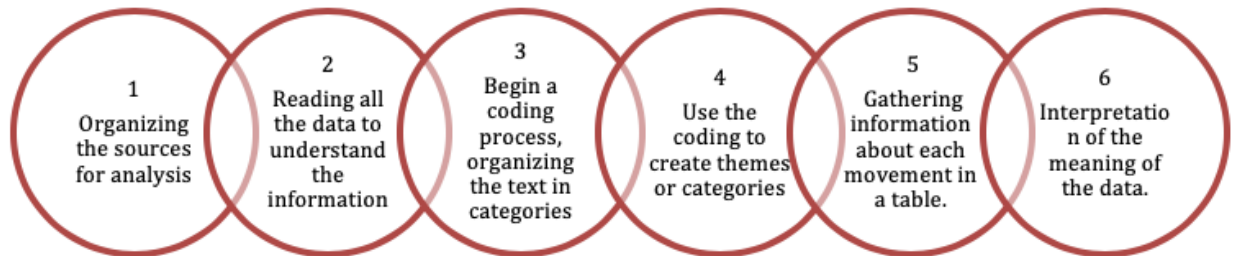 1
Organizing
the sources
for analysis
2
Reading all
the data to
understand
the
information
3
Begin a
coding
process,
organizing
the text in
categories
4
Use the
coding to
create themes
or categories
5
Gathering
information
about each
movement in
a table.
6
Interpretatio
n of the
meaning of
the data.